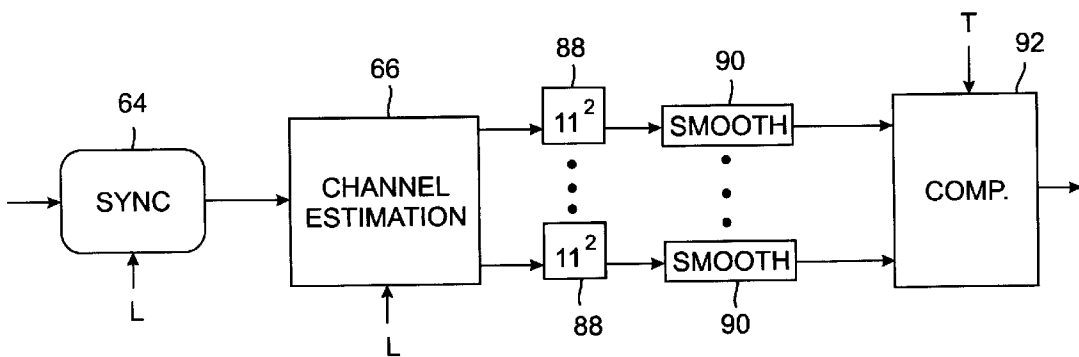 T
92
90
88
66
64
SYNC
CHANNEL
ESTIMATION
11²
SMOOTH
COMP.
11²
SMOOTH
L
L
88
90